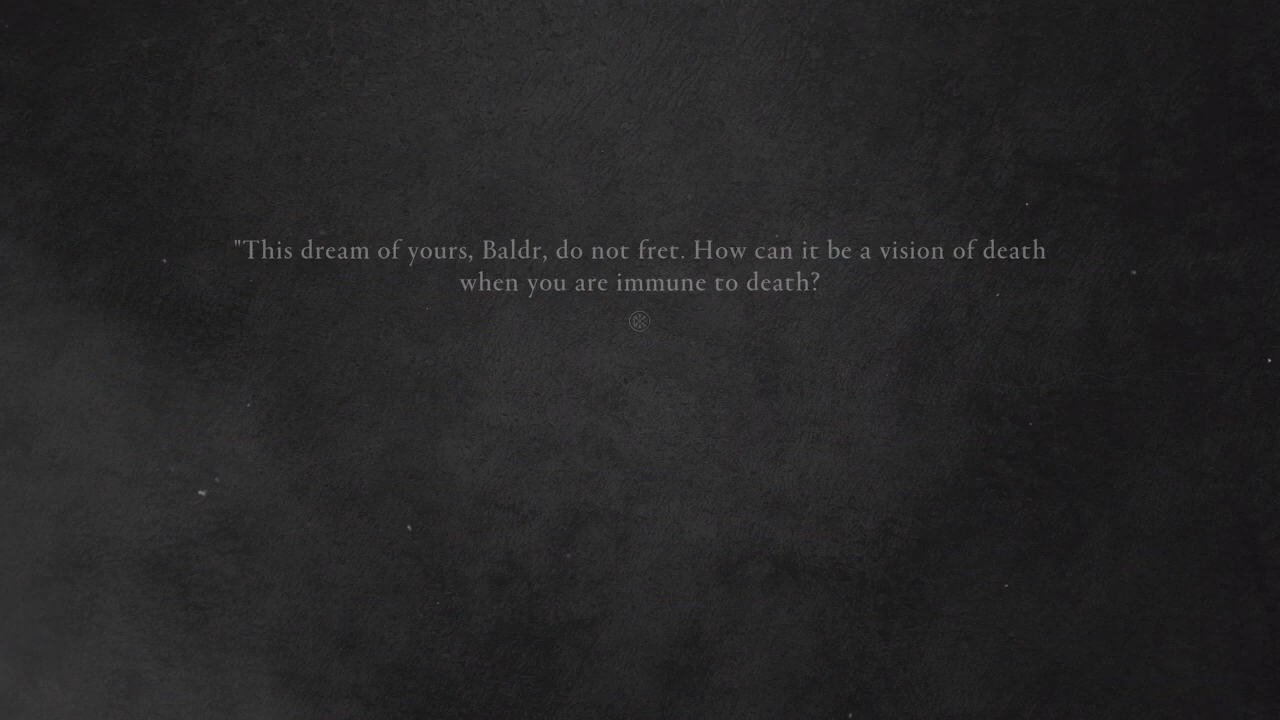 "This dream of yours, Baldr, do not fret. How can it be a vision of death
when you are immune to death?